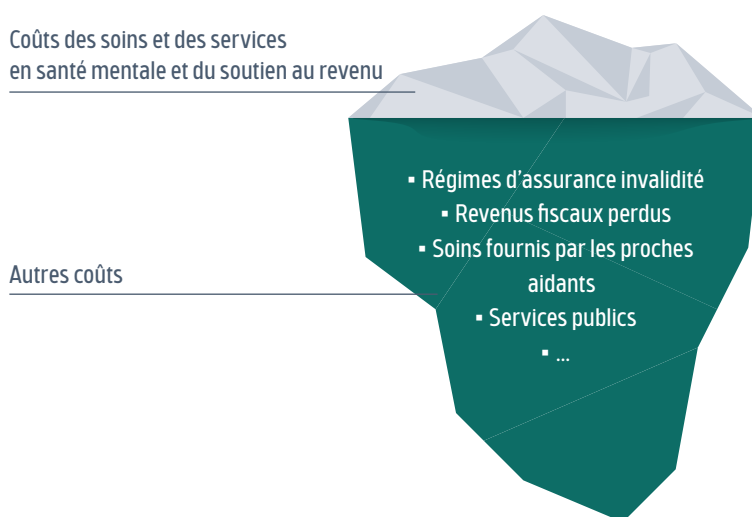 Coûts des soins et des services
en santé mentale et du soutien au revenu
▪ Régimes d'assurance invalidité
▪ Revenus fiscaux perdus
▪ Soins fournis par les proches
aidants
▪ Services publics
▪ ...
Autres coûts